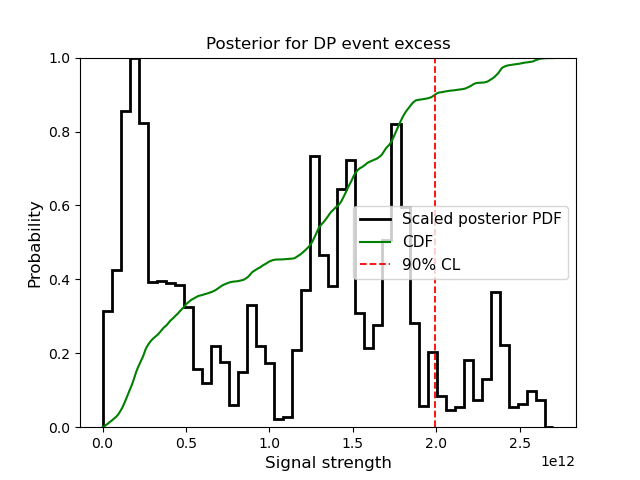 Posterior for DP event excess
1.0
0.8
0.6
0.4
0.2
0.0
Probability
Scaled posterior PDF
CDF
90% CL
0.0 0.5 1.0 1.5 2.0 2.5
1e12
Signal strength